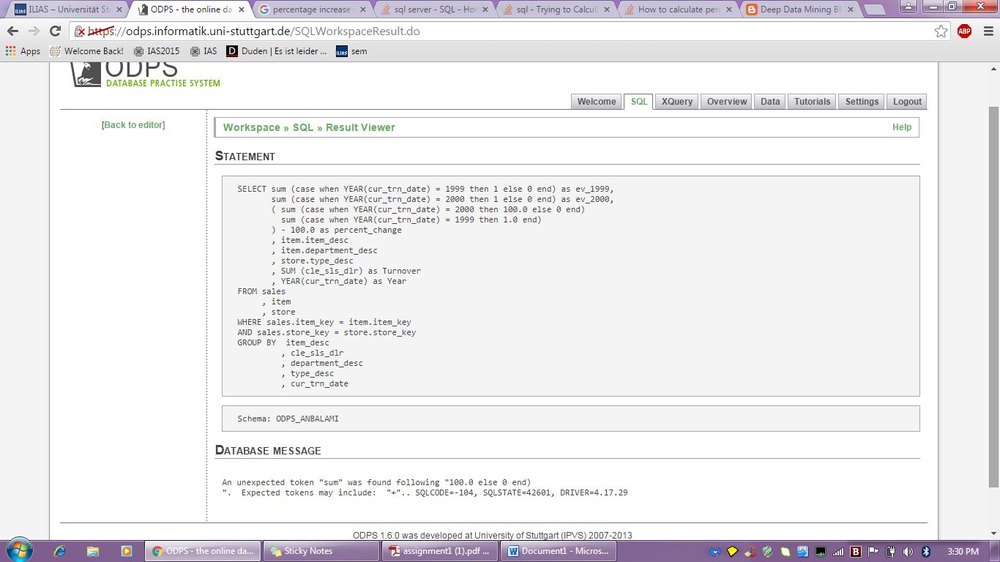 ILIAS – Universität St
ODPS - the online da
percentage increase
sql server - SQL - Ho
sql - Trying to Calcul
How to calculate per
Deep Data Mining Bl
https://odps.informatik.uni-stuttgart.de/SQLWorkspaceResult.do
ABP
Apps
Welcome Back!
IAS2015
IAS
D
Duden | Es ist leider ...
ILIAS
sem
ODPS
DATABASE PRACTISE SYSTEM
Welcome
SQL
XQuery
Overview
Data
Tutorials
Settings
Logout
[Back to editor]
Workspace » SQL » Result Viewer
Help
STATEMENT
SELECT sum (case when YEAR(cur_trn_date) = 1999 then 1 else 0 end) as ev_1999,
sum (case when YEAR(cur_trn_date) = 2000 then 1 else 0 end) as ev_2000,
( sum (case when YEAR(cur_trn_date) = 2000 then 100.0 else 0 end)
sum (case when YEAR(cur_trn_date) = 1999 then 1.0 end)
) - 100.0 as percent_change
, item.item_desc
, item.department_desc
, store.type_desc
, SUM (cle_sls_dlr) as Turnover
, YEAR(cur_trn_date) as Year
FROM sales
, item
, store
WHERE sales.item_key = item.item_key
AND sales.store_key = store.store_key
GROUP BY  item_desc
, cle_sls_dlr
, department_desc
, type_desc
, cur_trn_date
Schema: ODPS_ANBALAMI
DATABASE MESSAGE
An unexpected token "sum" was found following "100.0 else 0 end)
".  Expected tokens may include:  "+".. SQLCODE=-104, SQLSTATE=42601, DRIVER=4.17.29
ODPS 1.6.0 was developed at University of Stuttgart (IPVS) 2007-2013
ODPS - the online da...
Sticky Notes
assignment1 (1).pdf ...
Document1 - Micros...
B
3:30 PM